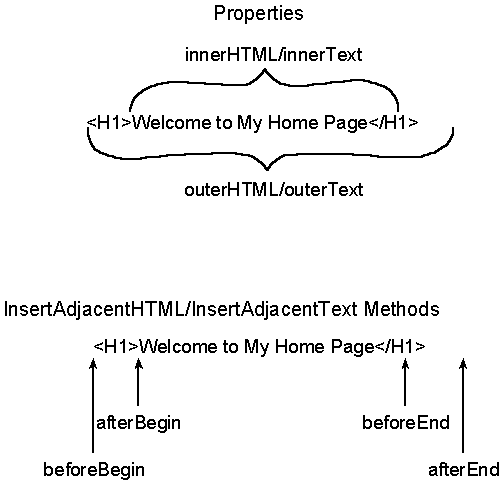 Properties
innerHTML/innerText
<H1>Welcome to My Home Page</H1>
outerHTML/outerText
InsertAdjacentHTML/InsertAdjacentText Methods
<H1>Welcome to My Home Page</H1>
afterBegin beforeEnd
beforeBegin afterEnd